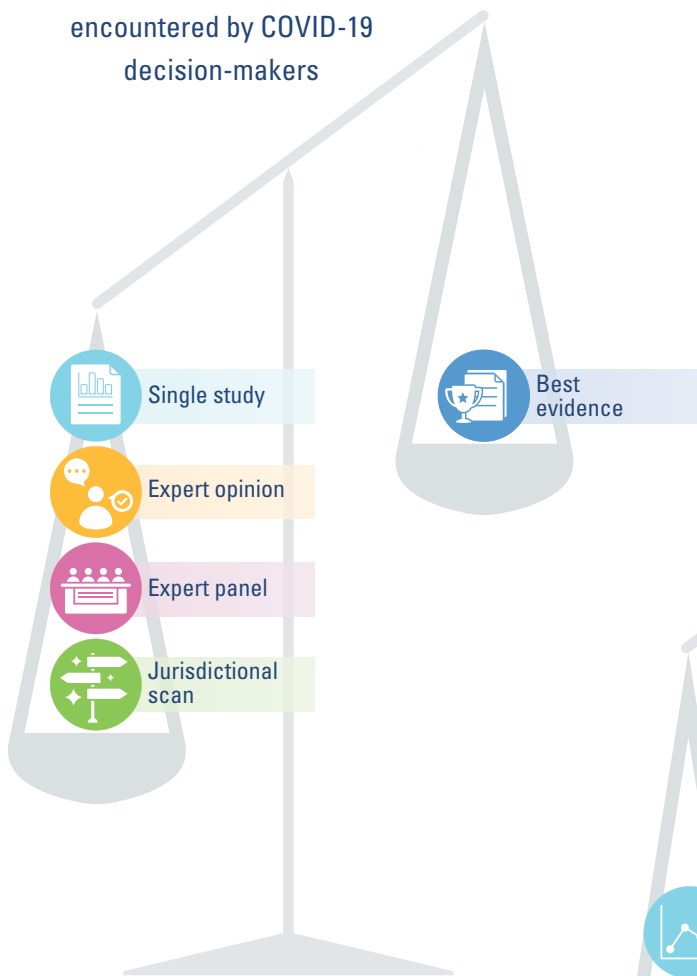 encountered by COVID-19
decision-makers
Single study
Best
evidence
Expert opinion
Expert panel
Jurisdictional
scan